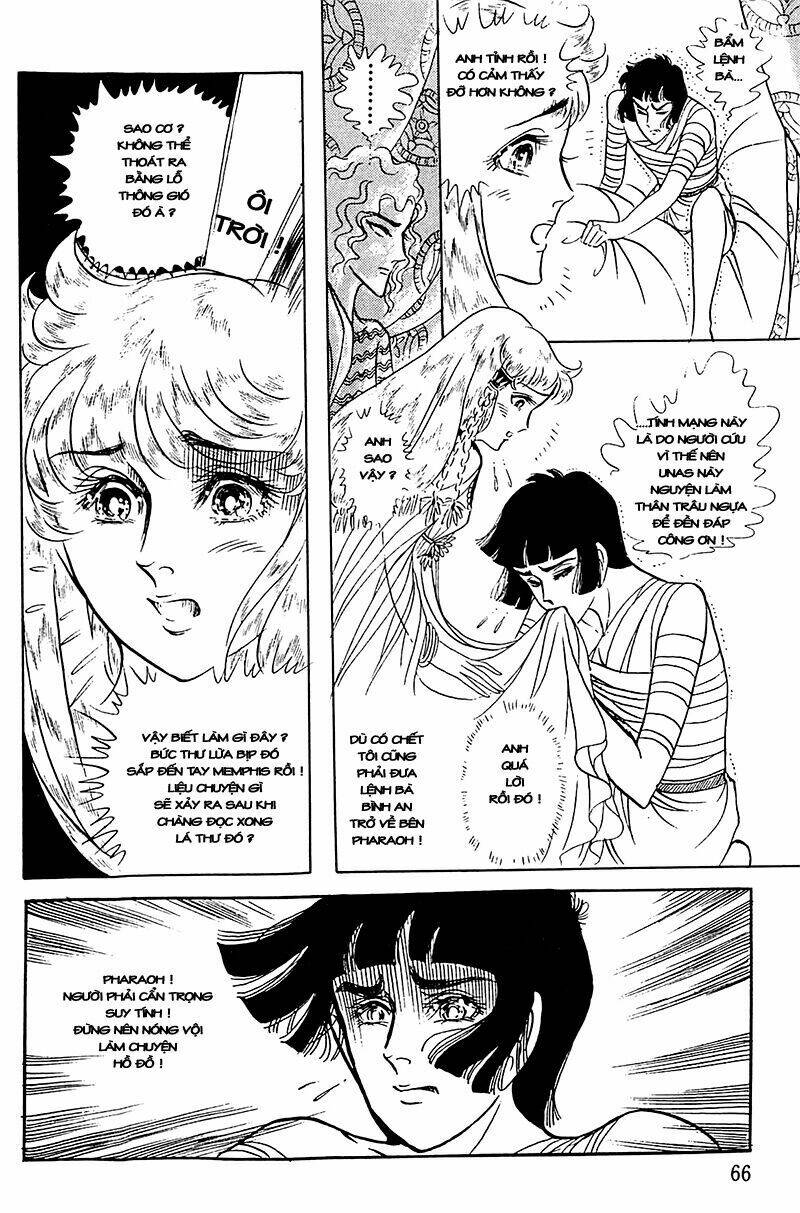 BẨM
LỆNH
BÀ...
ANH TỈNH RỒI !
CÓ CẢM THẤY
ĐỠ HƠN KHÔNG ?
.........
....TÍNH MẠNG NÀY
LÀ DO NGƯỜI CỨU
VÌ THẾ NÊN
UNAS NÀY
NGUYỆN LÀM
THÂN TRÂU NGỰA
ĐỂ ĐỀN ĐÁP
CÔNG ƠN !
ANH
SAO
VẬY ?
ANH
QUÁ
LỜI
RỒI ĐÓ !
DÙ CÓ CHẾT
TÔI CŨNG
PHẢI ĐƯA
LỆNH BÀ
BÌNH AN
TRỞ VỀ BÊN
PHARAOH !
ÔI
TRỜI !
SAO CƠ ?
KHÔNG THỂ
THOÁT RA
BẰNG LỖ
THÔNG GIÓ
ĐÓ À ?
VẬY BIẾT LÀM GÌ ĐÂY ?
BỨC THƯ LỪA BỊP ĐÓ
SẮP ĐẾN TAY MEMPHIS RỒI !
LIỆU CHUYỆN GÌ
SẼ XẢY RA SAU KHI
CHÀNG ĐỌC XONG
LÁ THƯ ĐÓ ?
PHARAOH !
NGƯỜI PHẢI CẨN TRỌNG
SUY TÍNH !
ĐỪNG NÊN NÓNG VỘI
LÀM CHUYỆN
HỒ ĐỒ !
66